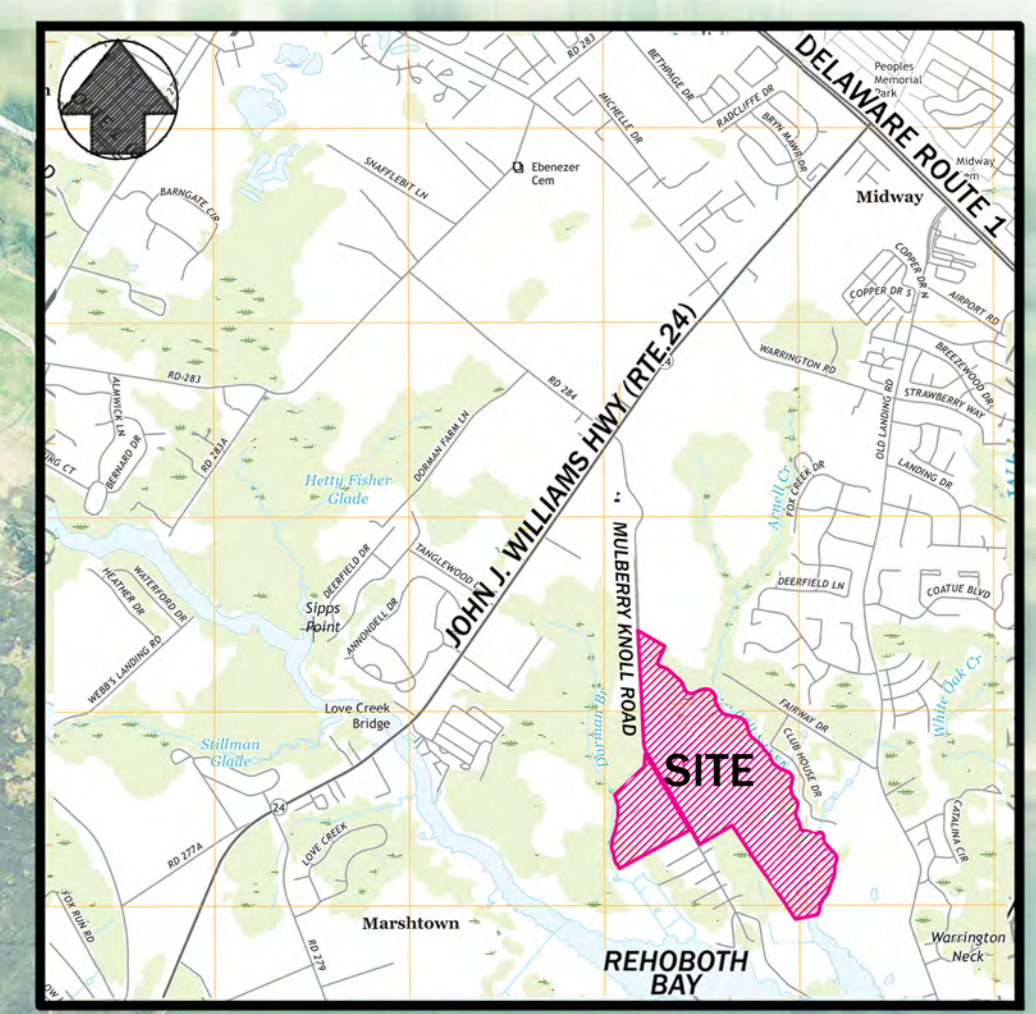 RD 283
BETHPAGE DR
DELAWARE ROUTE 1
Peoples
Memorial
Park
MICHELLE DR
RADCLIFFE DR
BRYN MAWR DR
SNAFFLEBIT LN
Ebenezer
Cem
Midway
Midway
BARNGATE CIR
COPPER DR N
COPPER DR S
AIRPORT RD
JOHN J. WILLIAMS HWY (RTE.24)
WARRINGTON RD
BREEZEWOOD DR
STRAWBERRY WAY
OLD LANDING RD
RD 283
RD 284
ALMWICK LN
BERNARD DR
RD 283A
DORMAN FARM LN
Hetty Fisher
Glade
LANDING DR
Arnell Cr
FOX CREEK DR
MULBERRY KNOLL ROAD
HEATHER DR
WATERFORD DR
DEERFIELD DR
TANGLEWOOD
DEERFIELD LN
COATUE BLVD
Sipps
Point
ANNONDELL DR
WEBB'S LANDING RD
White Oak Cr
Love Creek
Bridge
Dorman Br
FAIRWAY DR
CLUB HOUSE DR
Stillman
Glade
SITE
24
LOVE CREEK
CATALINA CIR
RD 277A
FOX RUN RD
Marshtown
RD 279
Warrington
Neck
REHOBOTH
BAY